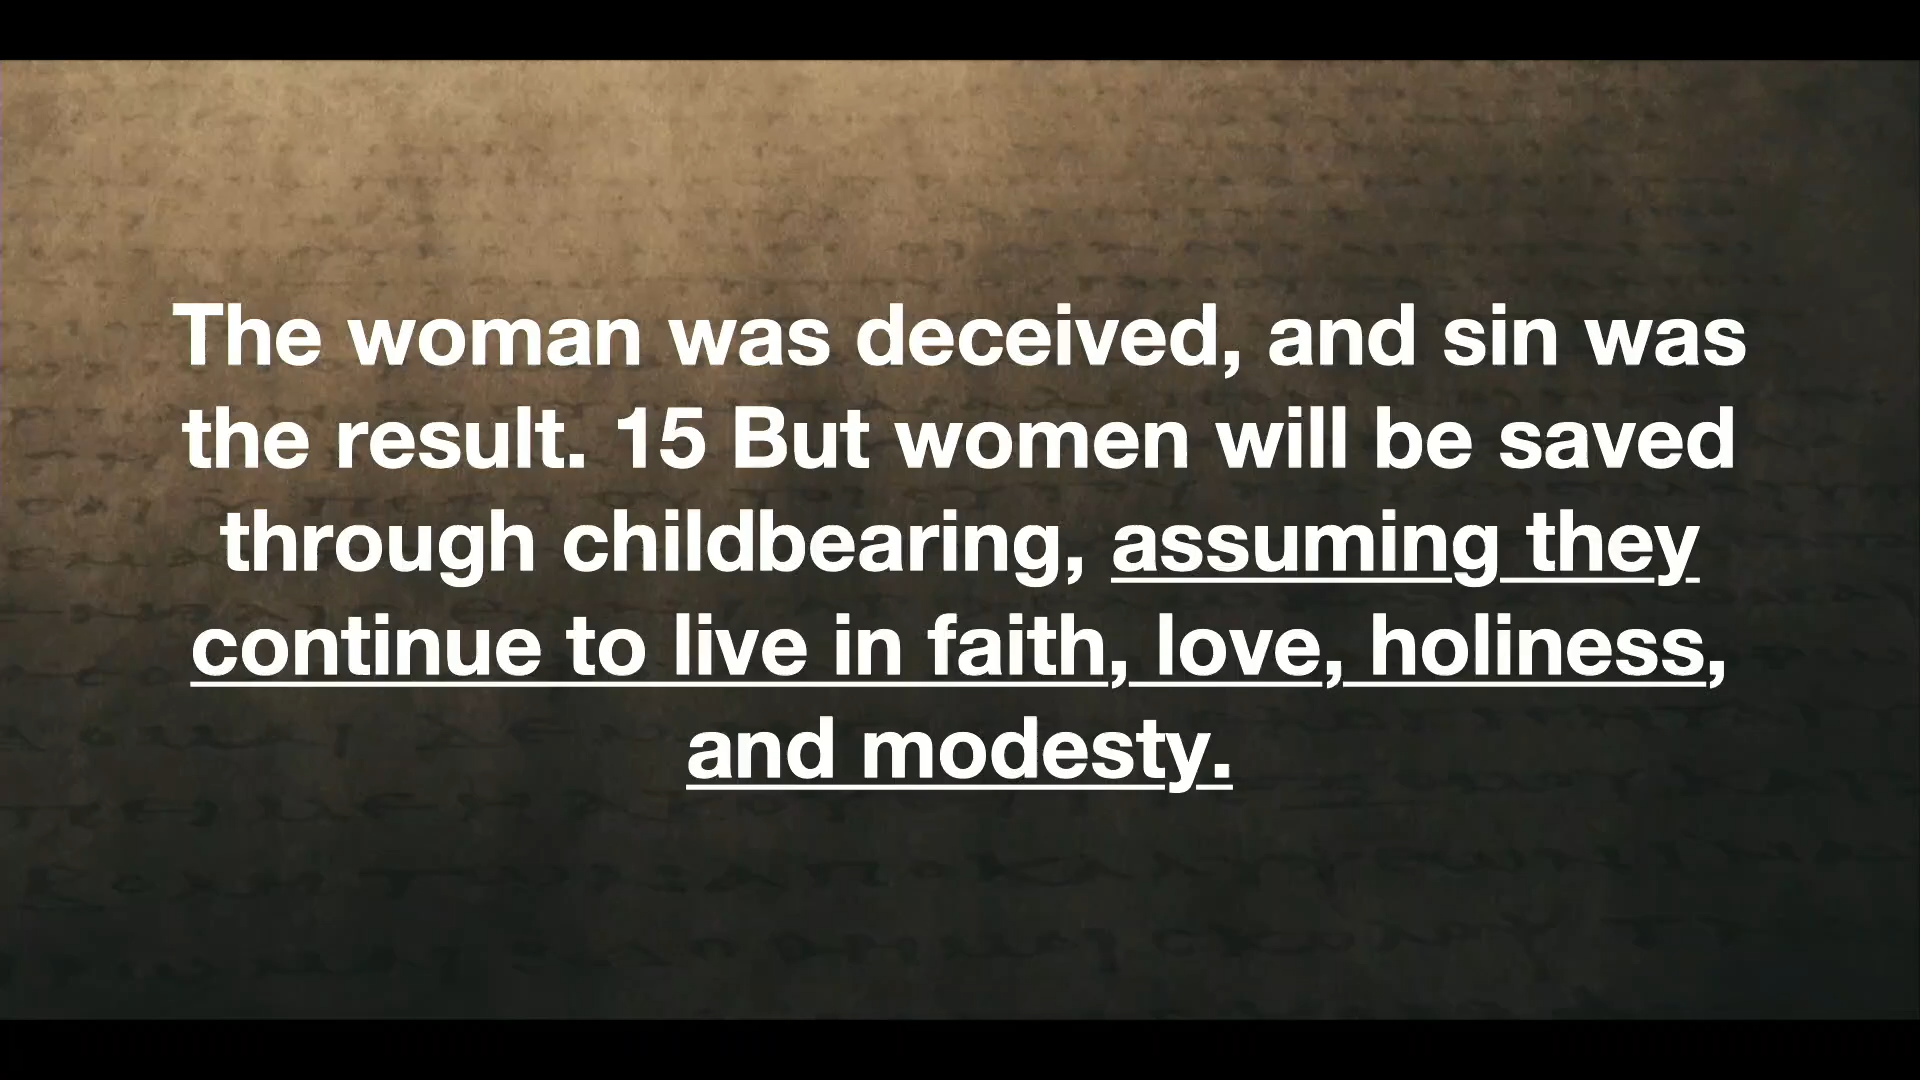 The woman was deceived, and sin was
the result. 15 But women will be saved
through childbearing, assuming they
continue to live in faith, love, holiness,
and modesty.